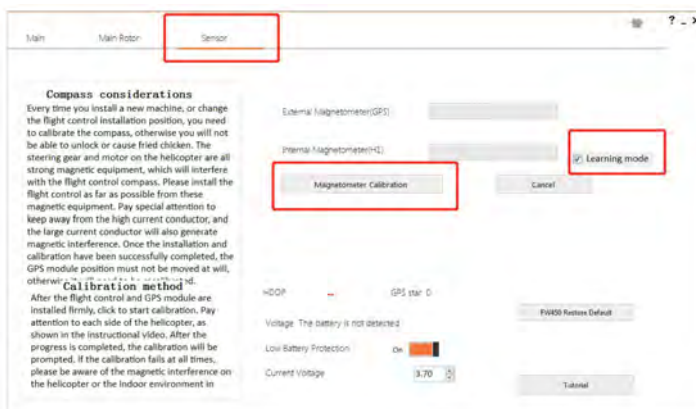 ? - x
Main
Main Rotor
Sensor
Compass considerations
Every time you install a new machine, or change
the flight control installation position, you need
to calibrate the compass, otherwise you will not
be able to unlock or cause fried chicken. The
steering gear and motor on the helicopter are all
strong magnetic equipment, which will interfere
with the flight control compass. Please install the
flight control as far as possible from these
magnetic equipment. Pay special attention to
keep away from the high current conductor, and
the large current conductor will also generate
magnetic interference. Once the installation and
calibration have been successfully completed, the
GPS module position must not be moved at will,
Calibration method
After the flight control and GPS module are
installed firmly, click to start calibration. Pay
attention to each side of the helicopter, as
shown in the instructional video. After the
progress is completed, the calibration will be
prompted. If the calibration fails at all times,
please be aware of the magnetic interference on
the helicopter or the indoor environment in
External Magnetometer(GPS)
Internal Magnetometer(H1)
Learning mode
Magnetometer Calibration
Cancel
HDOP --
GPS star 0
Voltage The battery is not detected
FW450 Restore Default
Low Battery Protection On
Current Voltage 3.70
Tutorial